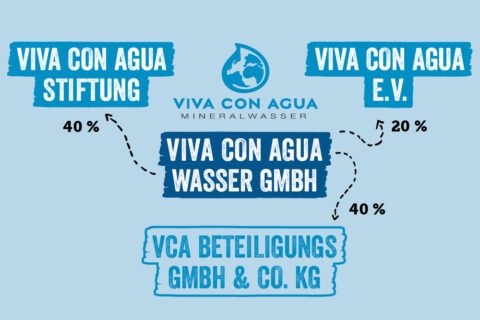 VIVA CON AGUA
STIFTUNG
VIVA CON AGUA
E.V.
VIVA CON AGUA
MINERALWASSER
40 %
20 %
VIVA CON AGUA
WASSER GMBH
40 %
VCA BETEILIGUNGS
GMBH & CO. KG